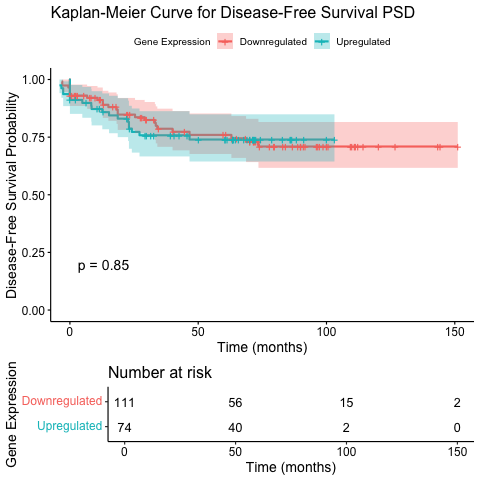 Kaplan-Meier Curve for Disease-Free Survival PSD
Gene Expression Downregulated Upregulated
Disease-Free Survival Probability
1.00
0.75
0.50
0.25
0.00
p = 0.85
0 50 100 150
Time (months)
Number at risk
Gene Expression
Downregulated 111 56 15 2
Upregulated 74 40 2 0
0 50 100 150
Time (months)